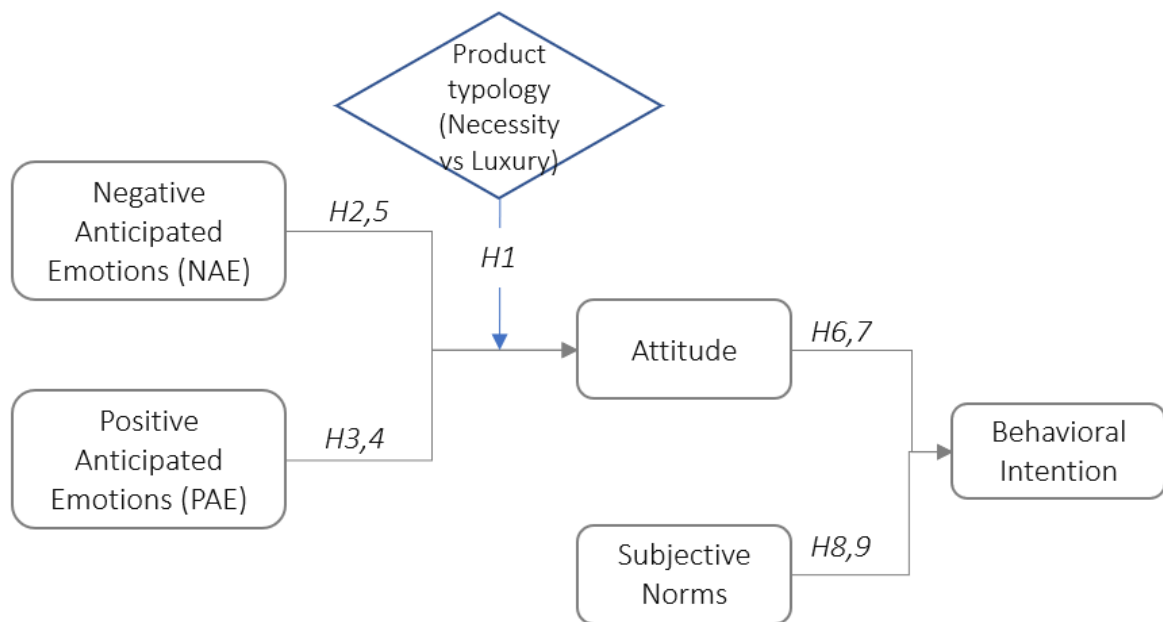 Product
typology
(Necessity
vs Luxury)
Negative
Anticipated
Emotions (NAE)
H2,5
H1
Attitude
H6,7
Positive
Anticipated
Emotions (PAE)
H3,4
Behavioral
Intention
Subjective
Norms
H8,9